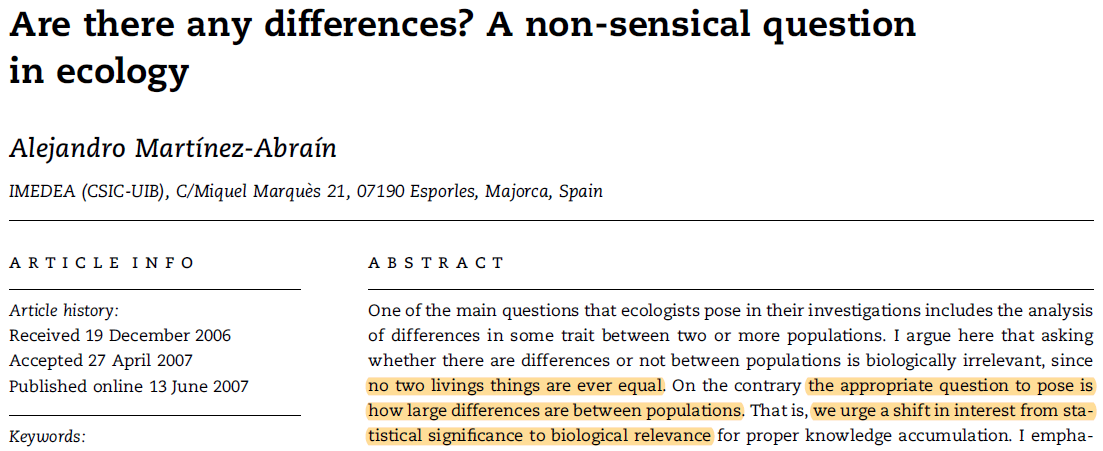 Are there any differences? A non-sensical question
in ecology
Alejandro Martínez-Abraín
IMEDEA (CSIC-UIB), C/Miquel Marquès 21, 07190 Esporles, Majorca, Spain
ARTICLE INFO
Article history:
Received 19 December 2006
Accepted 27 April 2007
Published online 13 June 2007
Keywords:
ABSTRACT
One of the main questions that ecologists pose in their investigations includes the analysis
of differences in some trait between two or more populations. I argue here that asking
whether there are differences or not between populations is biologically irrelevant, since
no two livings things are ever equal. On the contrary the appropriate question to pose is
how large differences are between populations. That is, we urge a shift in interest from sta-
tistical significance to biological relevance for proper knowledge accumulation. I empha-